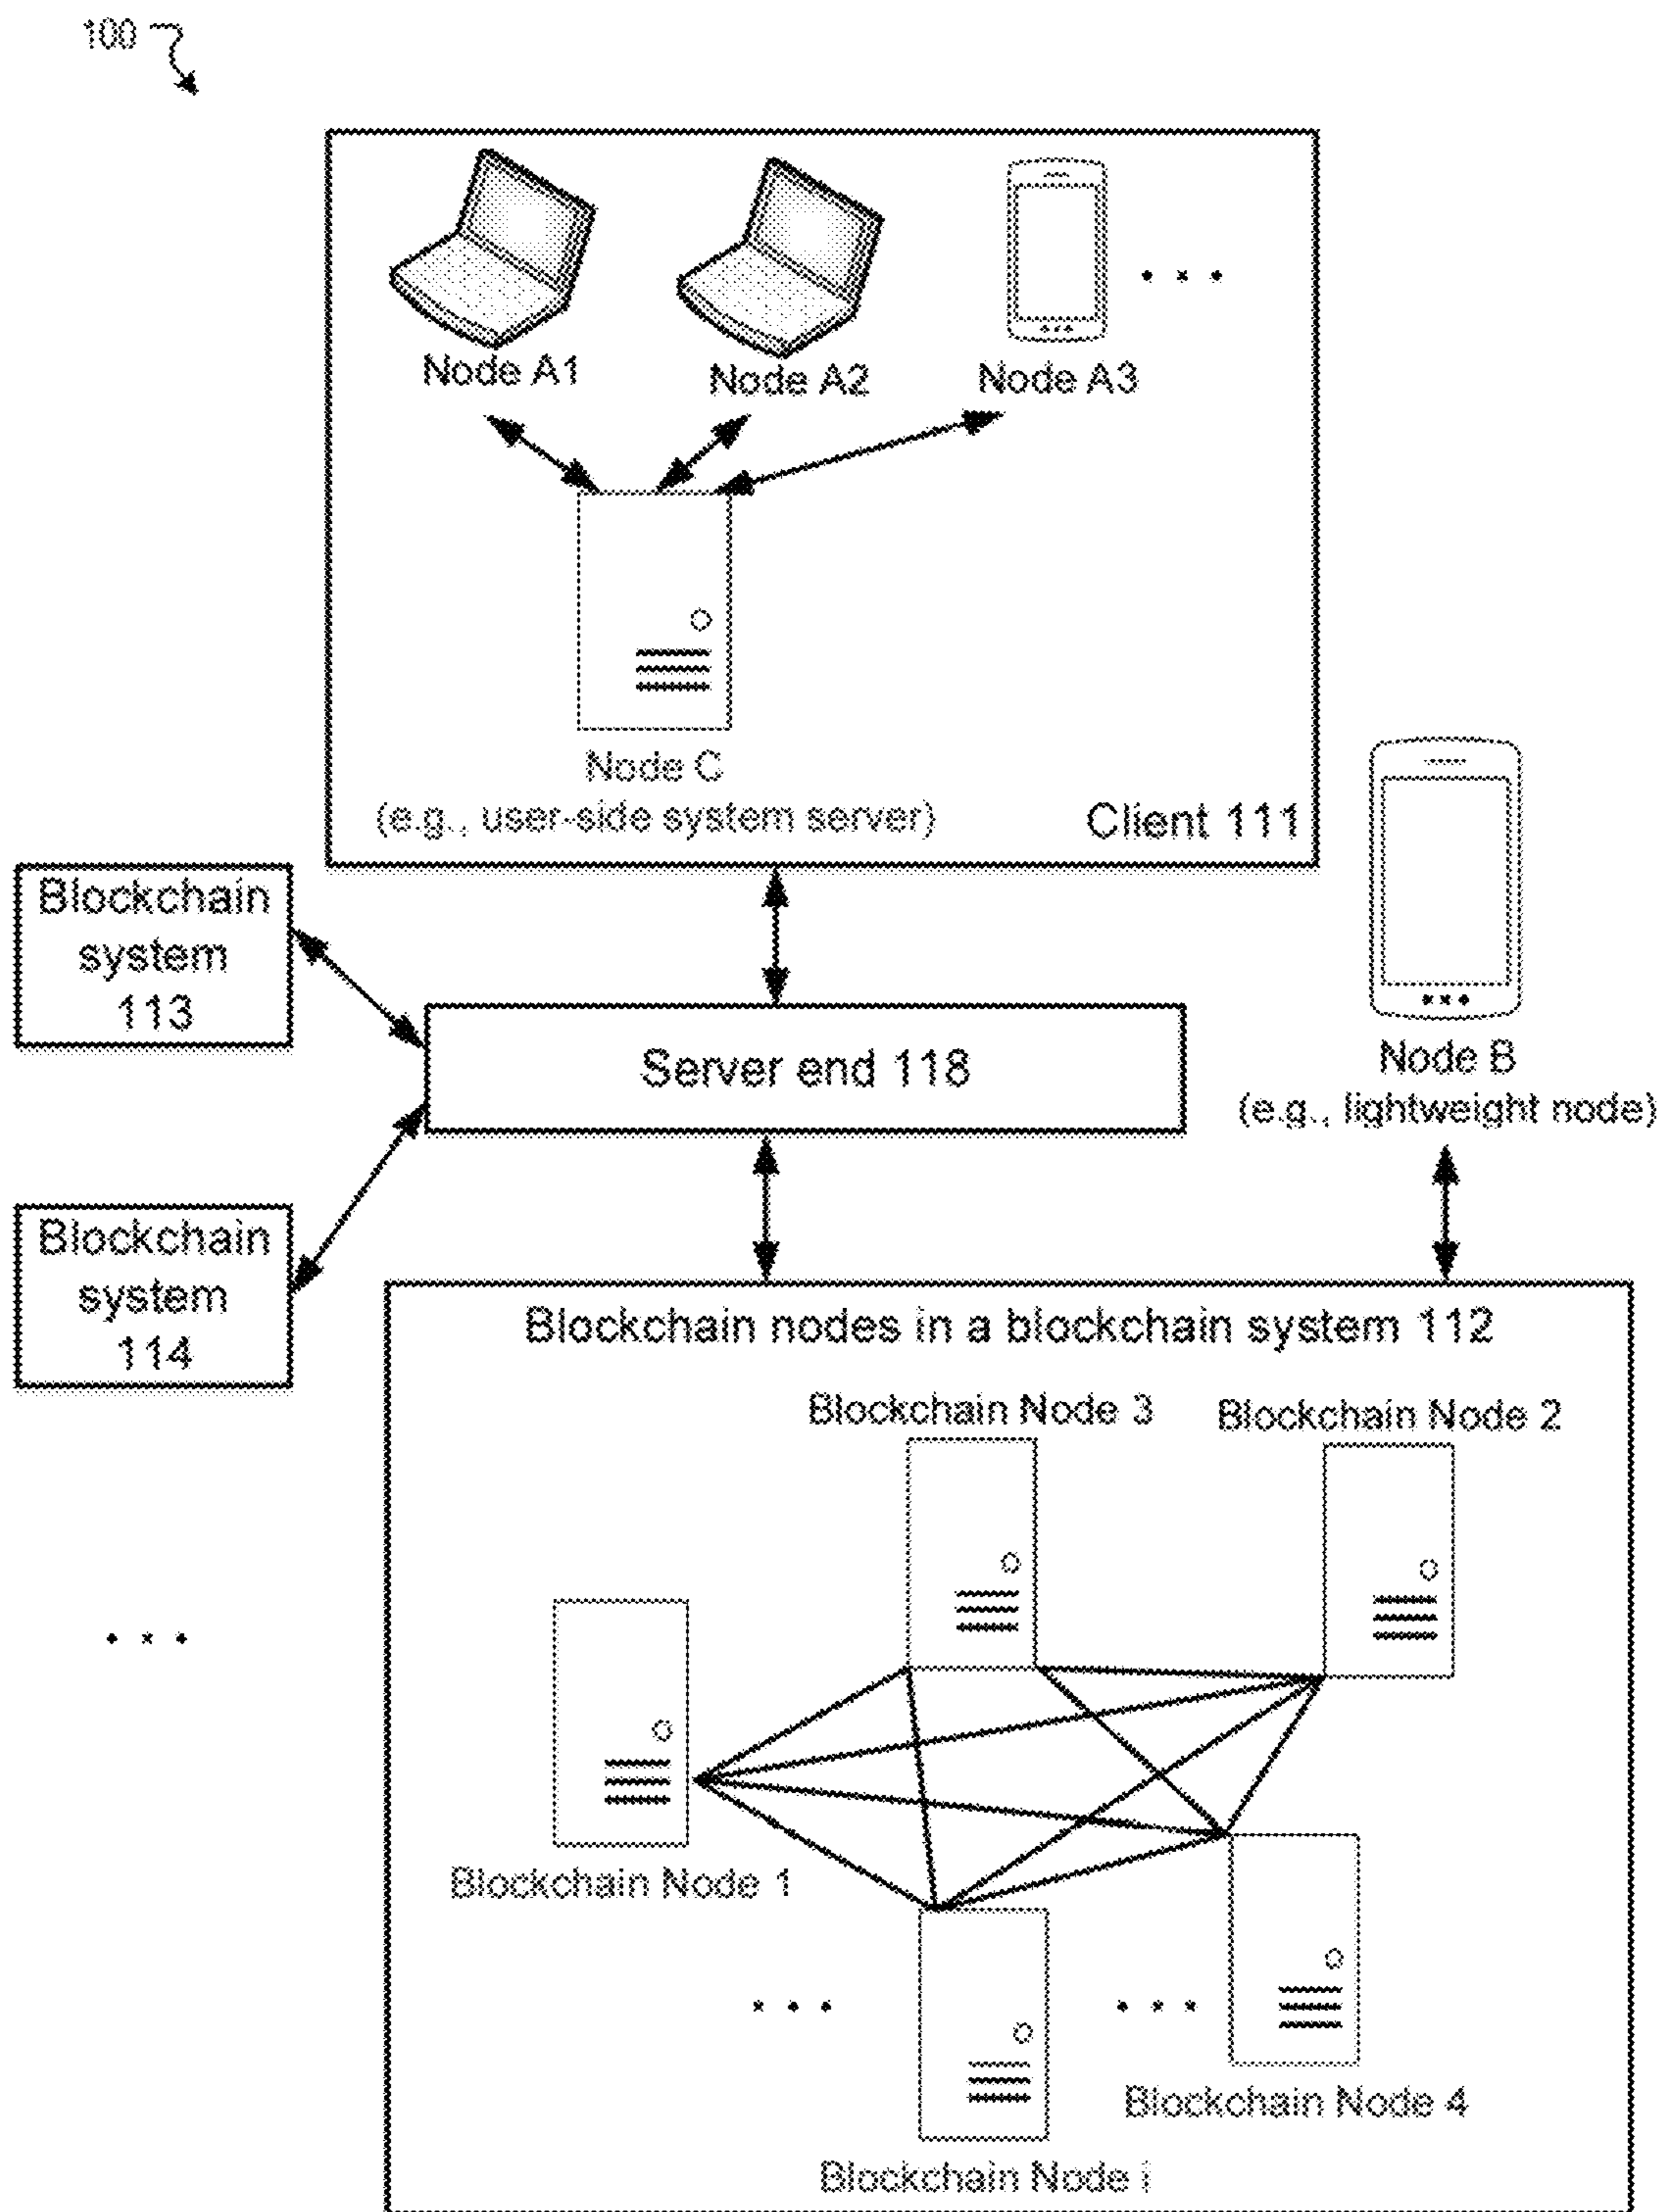 100
Node A1
Node A2
Node A3
Node C
(e.g., user-side system server)
Client 111
Blockchain
system
113
Server end 118
Node B
(e.g., lightweight node)
Blockchain
system
114
Blockchain nodes in a blockchain system 112
Blockchain Node 3
Blockchain Node 2
Blockchain Node 1
Blockchain Node 4
Blockchain Node i